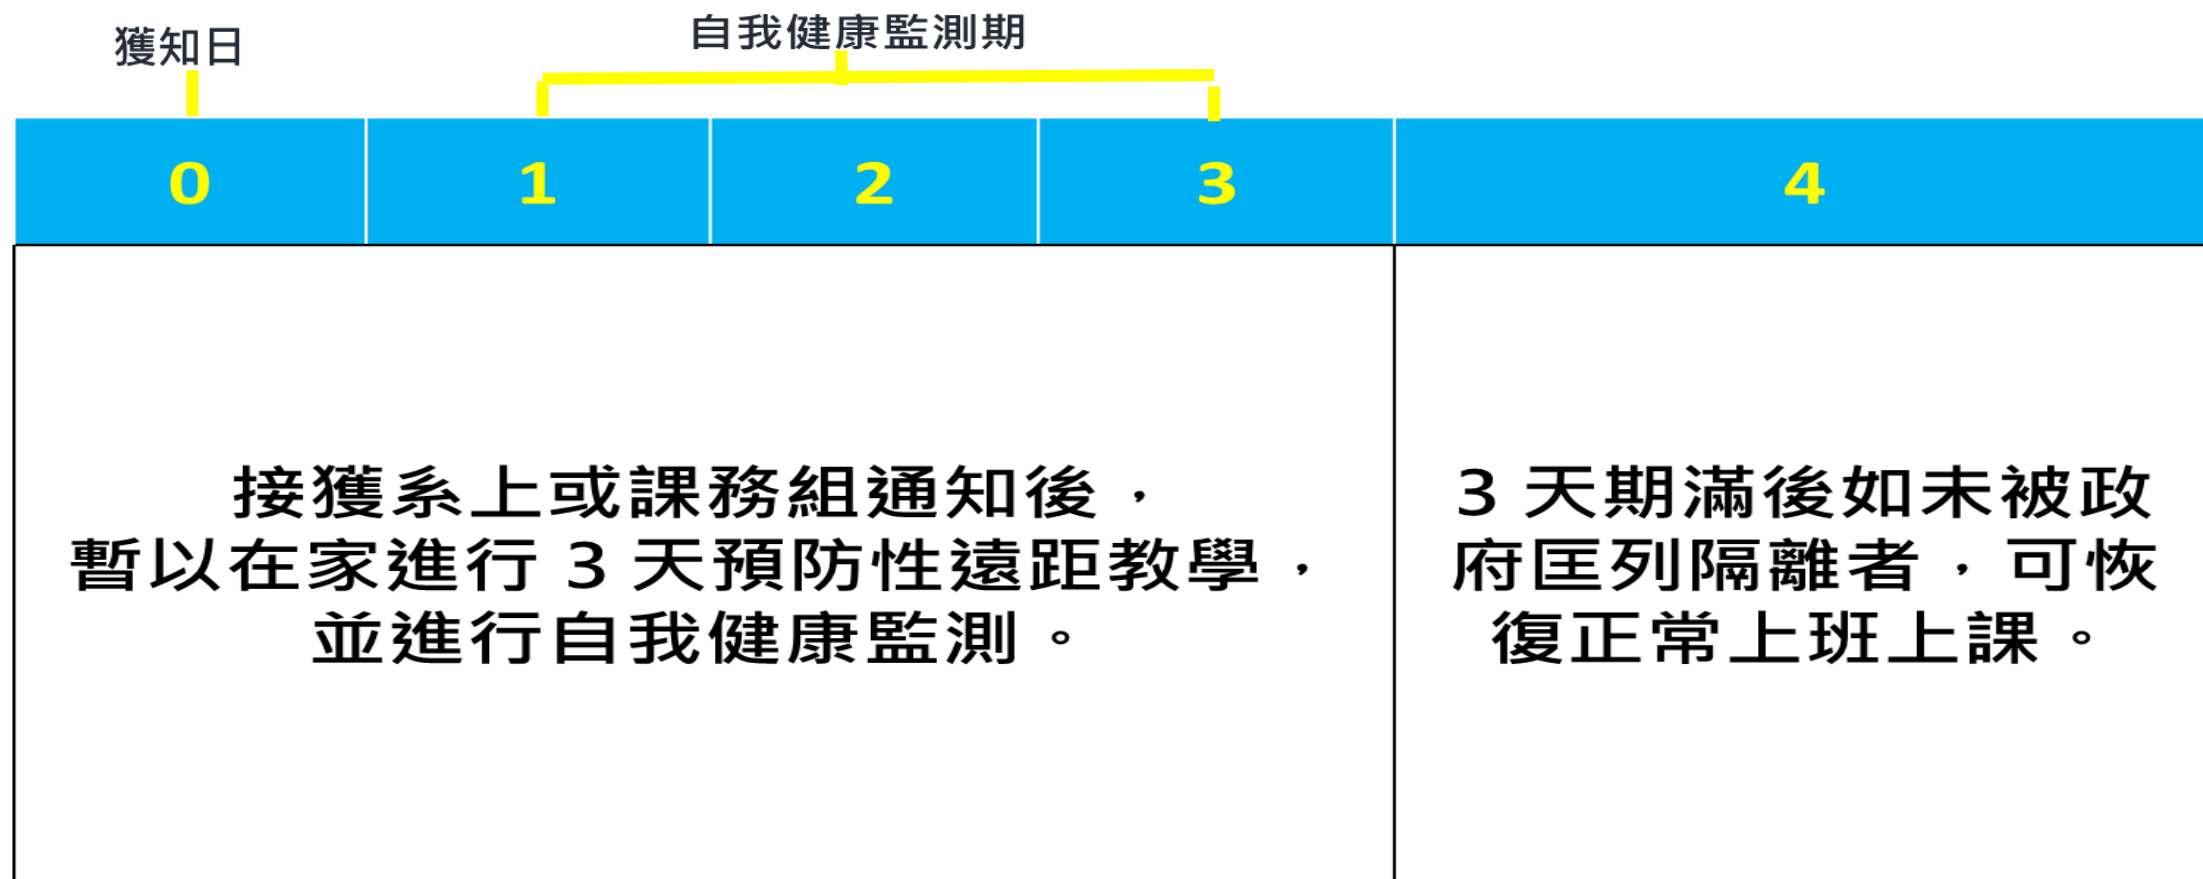 獲知日
自我健康監測期
0 1 2 3 4
接獲系上或課務組通知後，
暫以在家進行 3 天預防性遠距教學，
並進行自我健康監測。
3 天期滿後如未被政
府匡列隔離者，可恢
復正常上班上課。